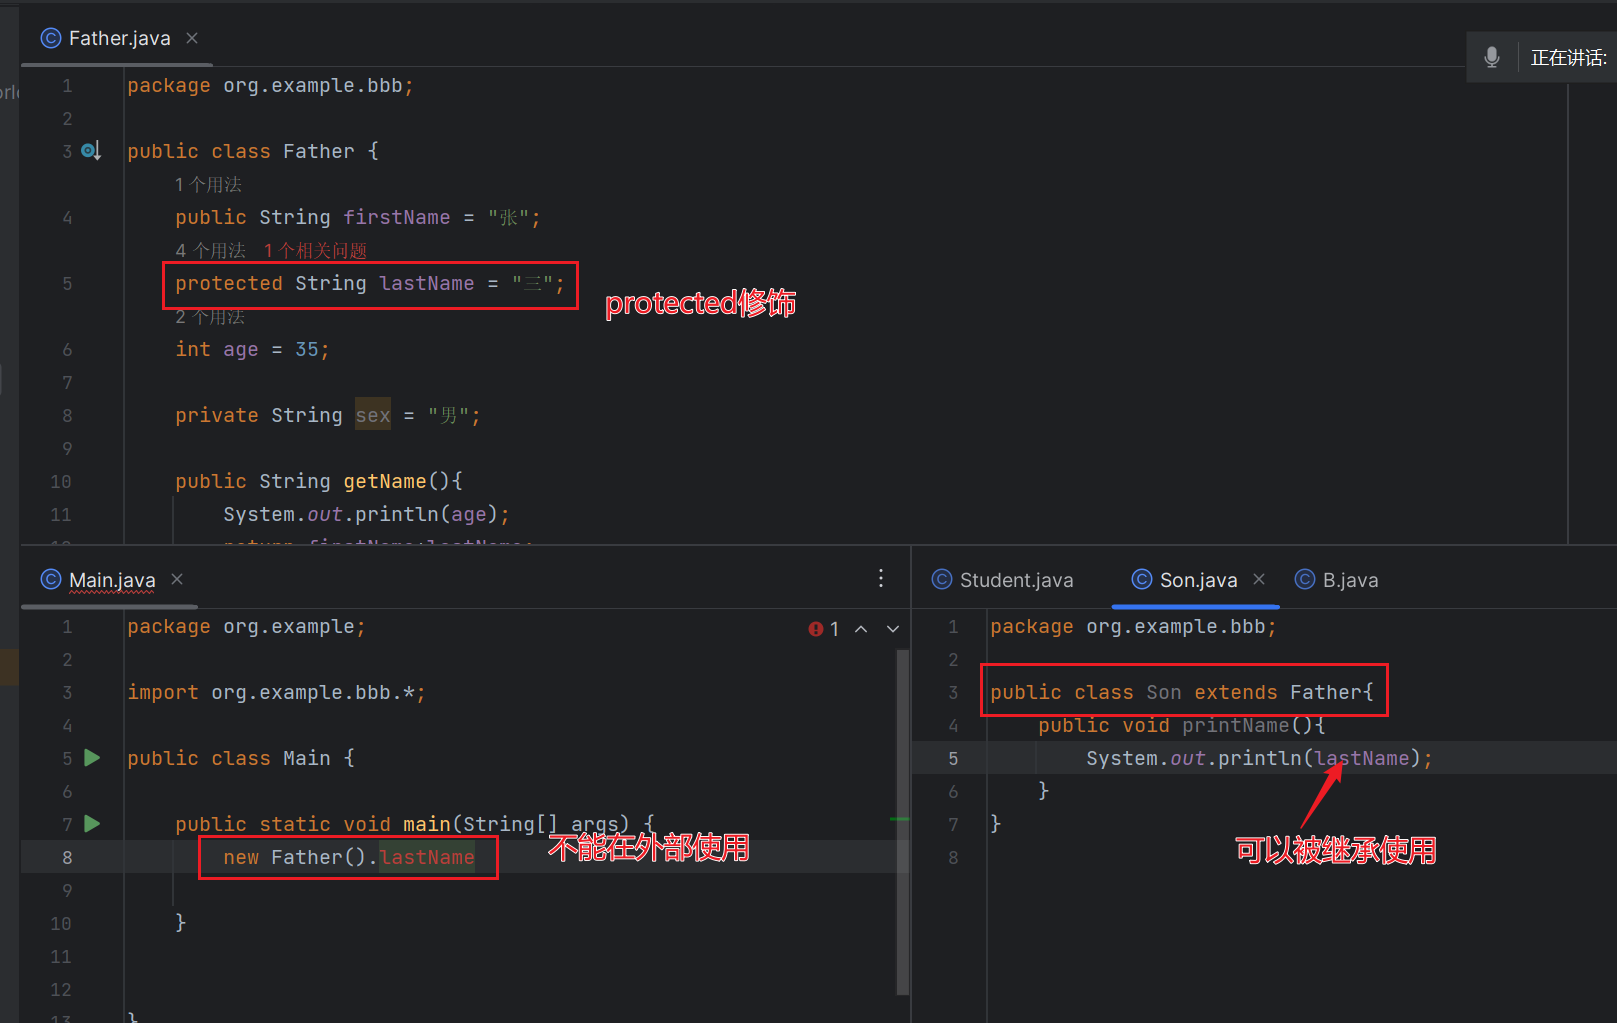 Father.java
正在讲话:
1 package org.example.bbb;
2
3 public class Father {
1 个用法
4 public String firstName = "张";
4 个用法 1 个相关问题
5 protected String lastName = "三";
protected修饰
2 个用法
6 int age = 35;
7
8 private String sex = "男";
9
10 public String getName(){
11 System.out.println(age);
Main.java
1 package org.example;
1
2
3 import org.example.bbb.*;
4
5 public class Main {
6
7 public static void main(String[] args) {
8 new Father().lastName
不能在外部使用
9
10 }
11
12
13 }
Student.java Son.java B.java
1 package org.example.bbb;
2
3 public class Son extends Father{
4 public void printName(){
5 System.out.println(lastName);
6 }
7 }
可以被继承使用
8